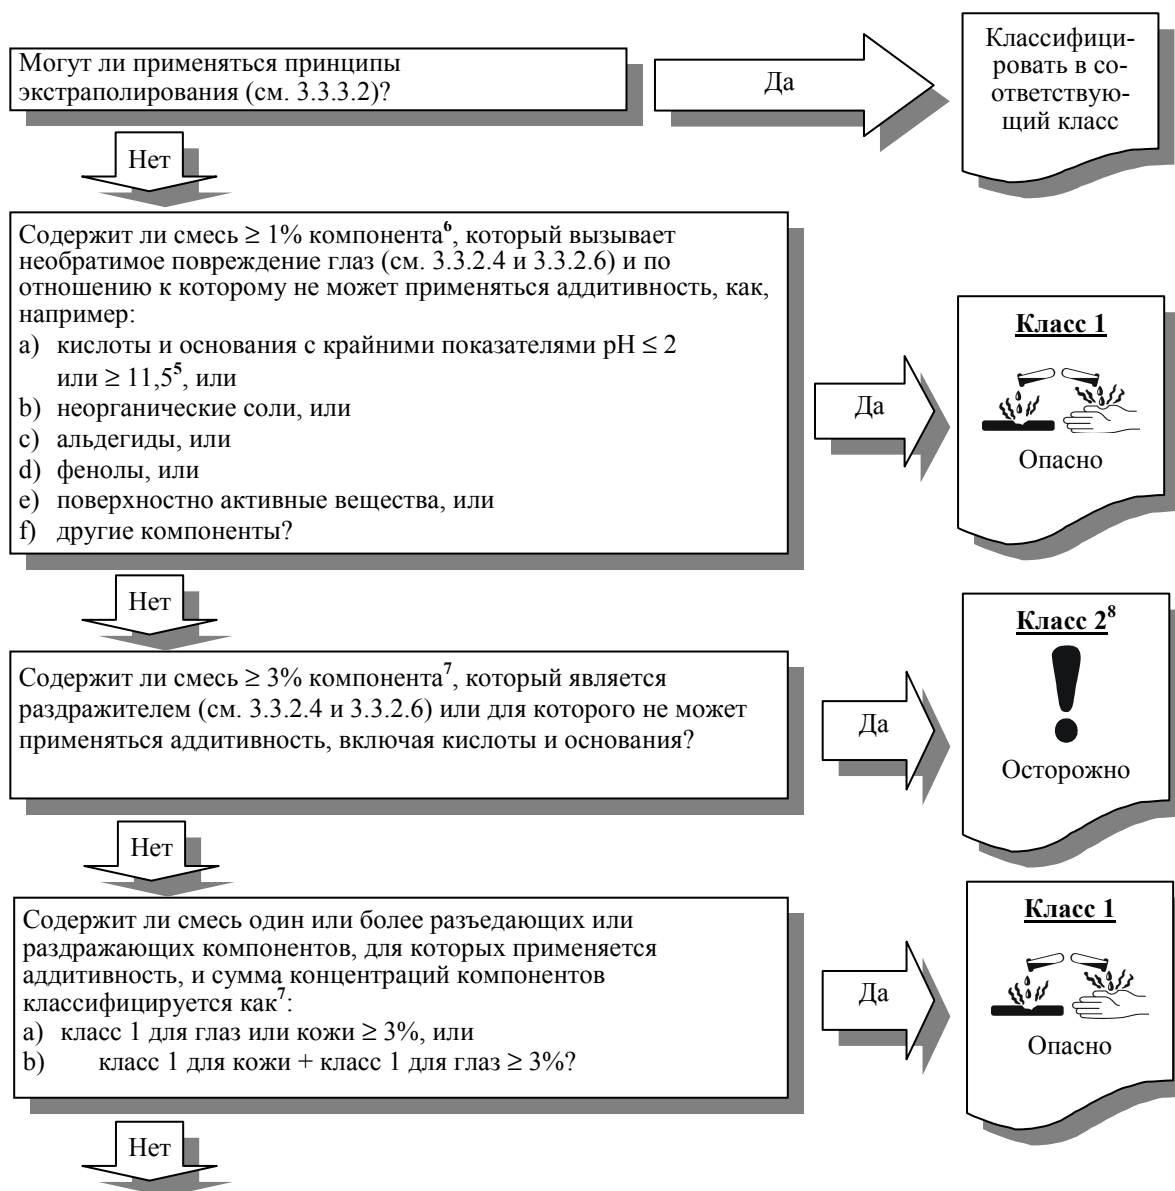 Могут ли применяться принципы
экстраполирования (см. 3.3.3.2)?
Да
Классифици-
ровать в со-
ответствую-
щий класс
Нет
Содержит ли смесь ≥ 1% компонента⁶, который вызывает
необратимое повреждение глаз (см. 3.3.2.4 и 3.3.2.6) и по
отношению к которому не может применяться аддитивность, как,
например:
a) кислоты и основания с крайними показателями pH ≤ 2
или ≥ 11,5⁵, или
b) неорганические соли, или
c) альдегиды, или
d) фенолы, или
e) поверхностно активные вещества, или
f) другие компоненты?
Да
Класс 1
Опасно
Нет
Содержит ли смесь ≥ 3% компонента⁷, который является
раздражителем (см. 3.3.2.4 и 3.3.2.6) или для которого не может
применяться аддитивность, включая кислоты и основания?
Да
Класс 2⁸
Осторожно
Нет
Содержит ли смесь один или более разъедающих или
раздражающих компонентов, для которых применяется
аддитивность, и сумма концентраций компонентов
классифицируется как⁷:
a) класс 1 для глаз или кожи ≥ 3%, или
b) класс 1 для кожи + класс 1 для глаз ≥ 3%?
Да
Класс 1
Опасно
Нет